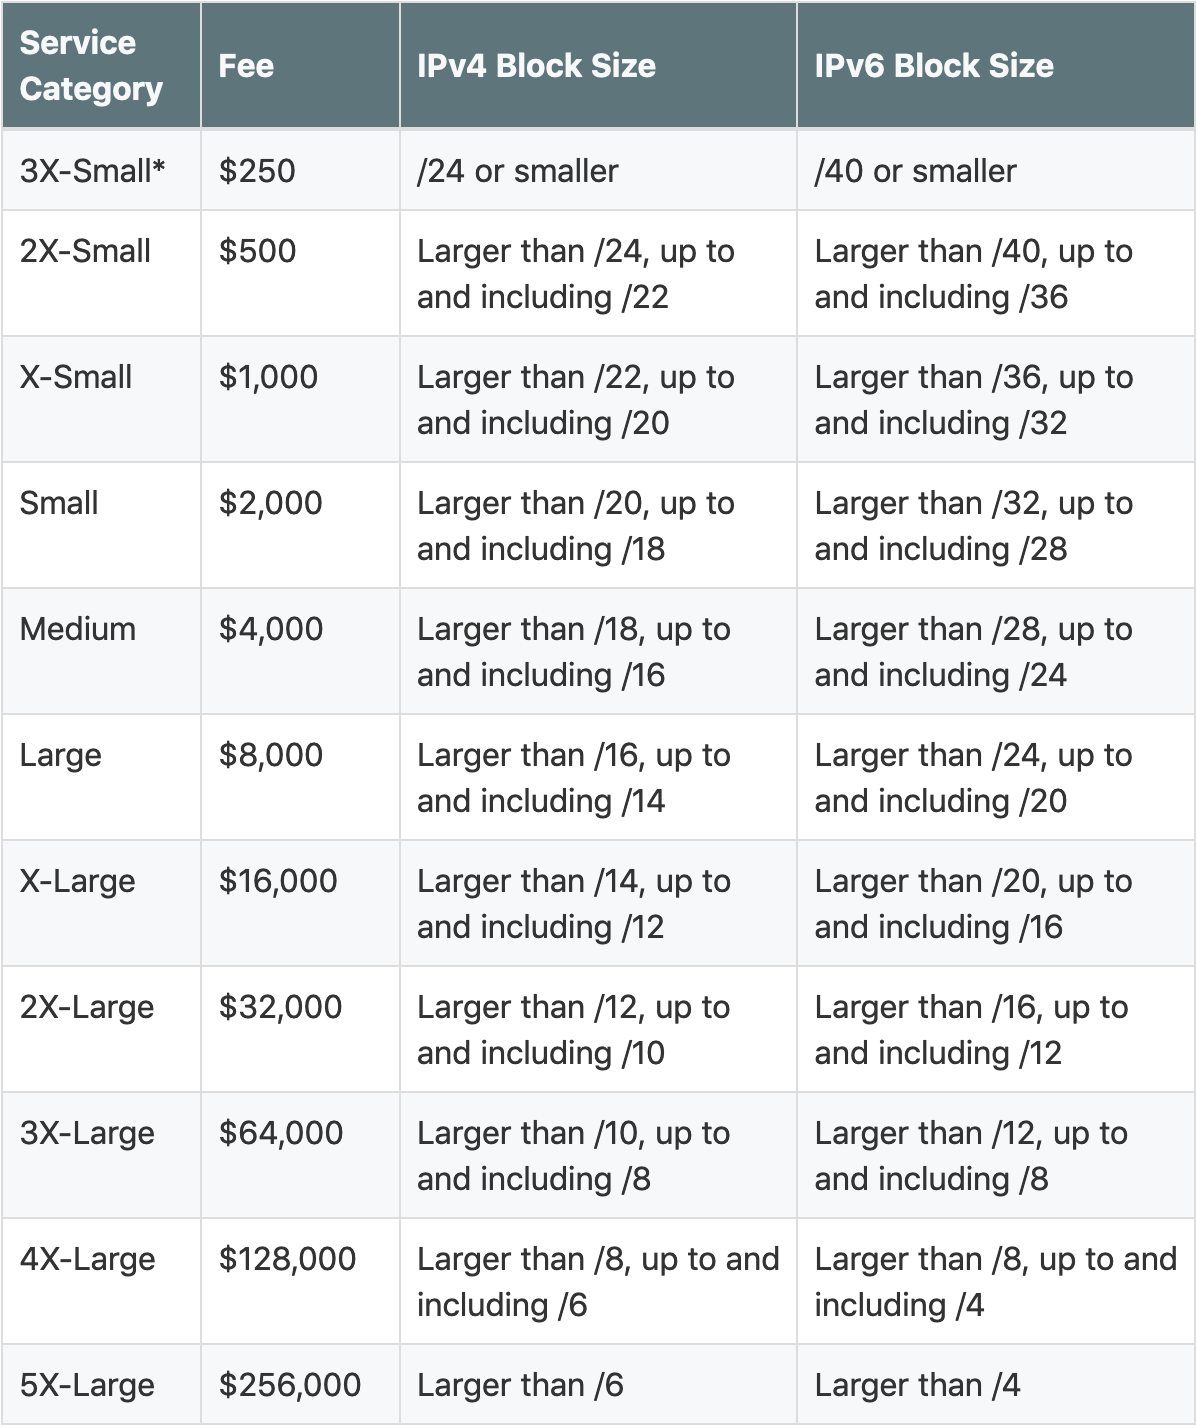 Service
Category
Fee
IPv4 Block Size
IPv6 Block Size
3X-Small*
$250
/24 or smaller
/40 or smaller
2X-Small
$500
Larger than /24, up to
and including /22
Larger than /40, up to
and including /36
X-Small
$1,000
Larger than /22, up to
and including /20
Larger than /36, up to
and including /32
Small
$2,000
Larger than /20, up to
and including /18
Larger than /32, up to
and including /28
Medium
$4,000
Larger than /18, up to
and including /16
Larger than /28, up to
and including /24
Large
$8,000
Larger than /16, up to
and including /14
Larger than /24, up to
and including /20
X-Large
$16,000
Larger than /14, up to
and including /12
Larger than /20, up to
and including /16
2X-Large
$32,000
Larger than /12, up to
and including /10
Larger than /16, up to
and including /12
3X-Large
$64,000
Larger than /10, up to
and including /8
Larger than /12, up to
and including /8
4X-Large
$128,000
Larger than /8, up to and
including /6
Larger than /8, up to and
including /4
5X-Large
$256,000
Larger than /6
Larger than /4